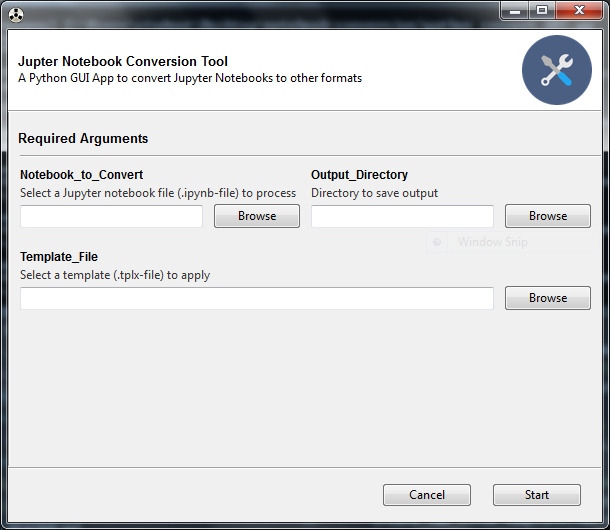 Jupter Notebook Conversion Tool
A Python GUI App to convert Jupyter Notebooks to other formats
Required Arguments
Notebook_to_Convert
Output_Directory
Select a Jupyter notebook file (.ipynb-file) to process
Directory to save output
Browse
Browse
Window Snip
Template_File
Select a template (.tplx-file) to apply
Browse
Cancel
Start